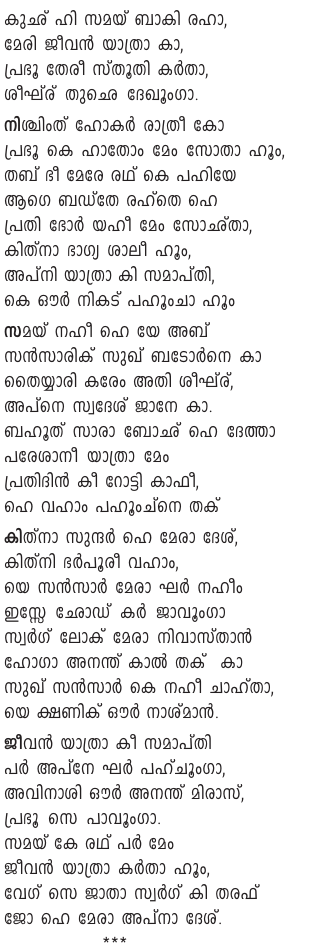 കുഛ് ഹി സമയ് ബാകി രഹാ,
മേരി ജീവൻ യാത്രാ കാ,
പ്രഭൂ തേരീ സ്തൂതി കർതാ,
ശീഘ്ര് തുഛെ ദേഖൂംഗാ.
നിശ്ചിംത് ഹോകർ രാത്രീ കോ
പ്രഭൂ കെ ഹാതോം മേം സോതാ ഹൂം,
തബ് ഭീ മേരേ രഥ് കെ പഹിയേ
ആഗെ ബഡ്തേ രഹ്തെ ഹെ
പ്രതി ഭോർ യഹീ മേം സോഛ്താ,
കിത്നാ ഭാഗ്യ ശാലീ ഹൂം,
അപ്നി യാത്രാ കി സമാപ്തി,
കെ ഔർ നികട് പഹൂംചാ ഹൂം
സമയ് നഹീ ഹെ യേ അബ്
സൻസാരിക് സുഖ് ബടോർനെ കാ
തൈയ്യാരി കരേം അതി ശീഘ്ര്,
അപ്നെ സ്വദേശ് ജാനേ കാ.
ബഹൂത് സാരാ ബോഛ് ഹെ ദേത്താ
പരേശാനീ യാത്രാ മേം
പ്രതിദിൻ കീ റോട്ടി കാഫീ,
ഹെ വഹാം പഹൂംച്നെ തക്
കിത്നാ സുന്ദർ ഹെ മേരാ ദേശ്,
കിത്നി ഭർപൂരീ വഹാം,
യെ സൻസാർ മേരാ ഘർ നഹീം
ഇസ്സേ ഛോഡ് കർ ജാവൂംഗാ
സ്വർഗ് ലോക് മേരാ നിവാസ്താൻ
ഹോഗാ അനന്ത് കാൽ തക് കാ
സുഖ് സൻസാർ കെ നഹീ ചാഹ്താ,
യെ ക്ഷണിക് ഔർ നാശ്മാൻ.
ജീവൻ യാത്രാ കീ സമാപ്തി
പർ അപ്നേ ഘർ പഹ്ചൂംഗാ,
അവിനാശി ഔർ അനന്ത് മിരാസ്,
പ്രഭൂ സെ പാവൂംഗാ.
സമയ് കേ രഥ് പർ മേം
ജീവൻ യാത്രാ കർതാ ഹൂം,
വേഗ് സെ ജാതാ സ്വർഗ് കി തരഫ്
ജോ ഹെ മേരാ അപ്നാ ദേശ്.
***